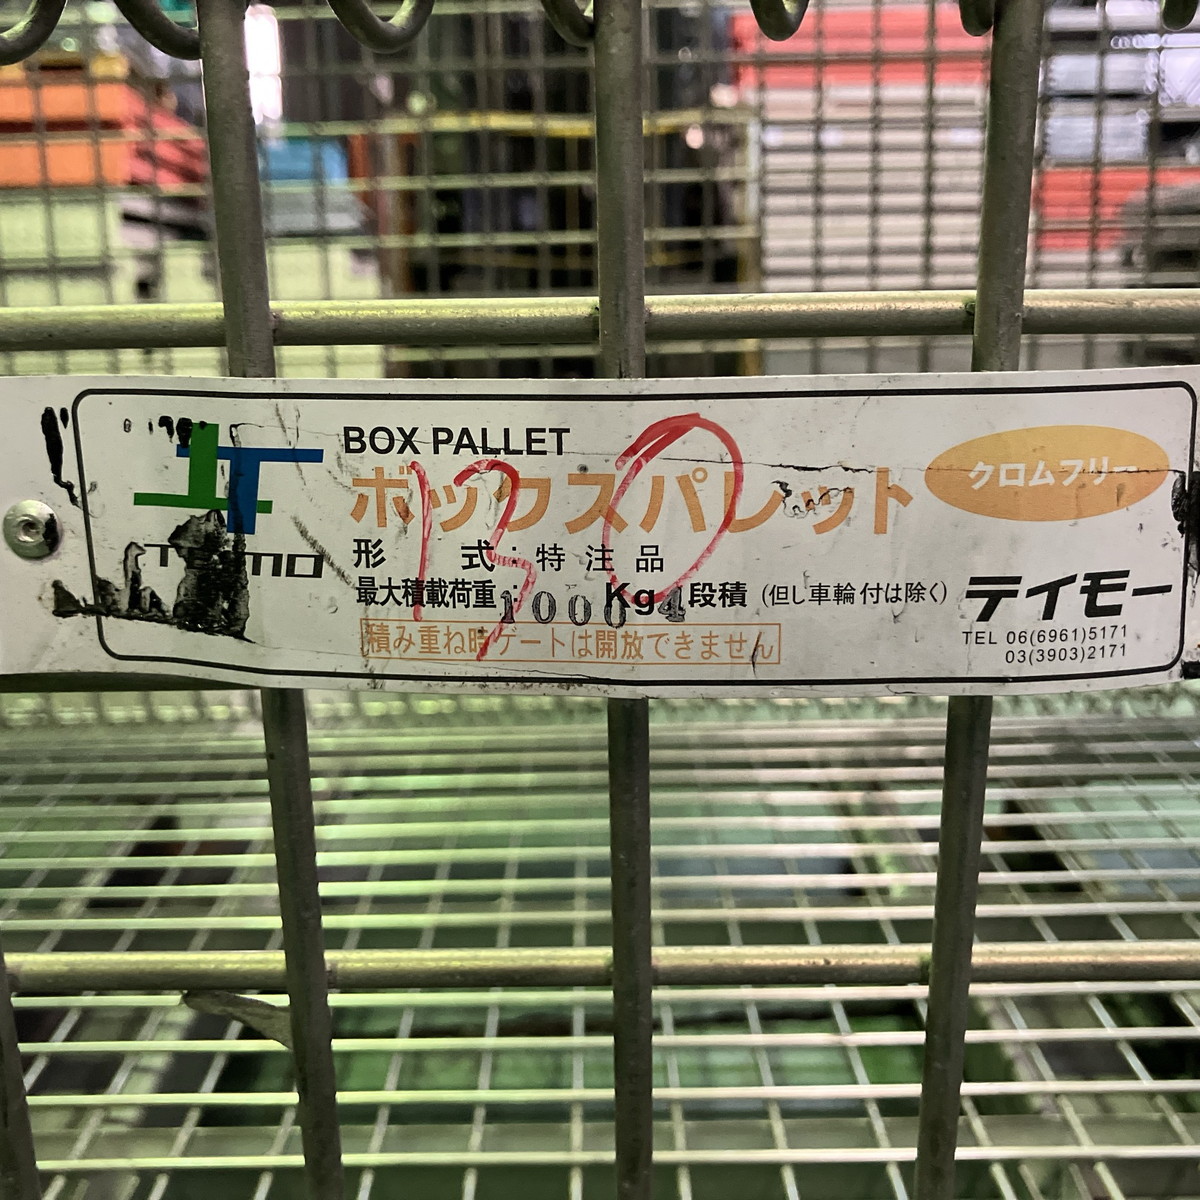 BOX PALLET
ボックスパレット
クロムフリー
130
形 式:特注品
最大積載荷重:1000Kg 4段積(但し車輪付は除く)
積み重ね時ゲートは開放できません
テイモー
TEL 06(6961)5171
03(3903)2171